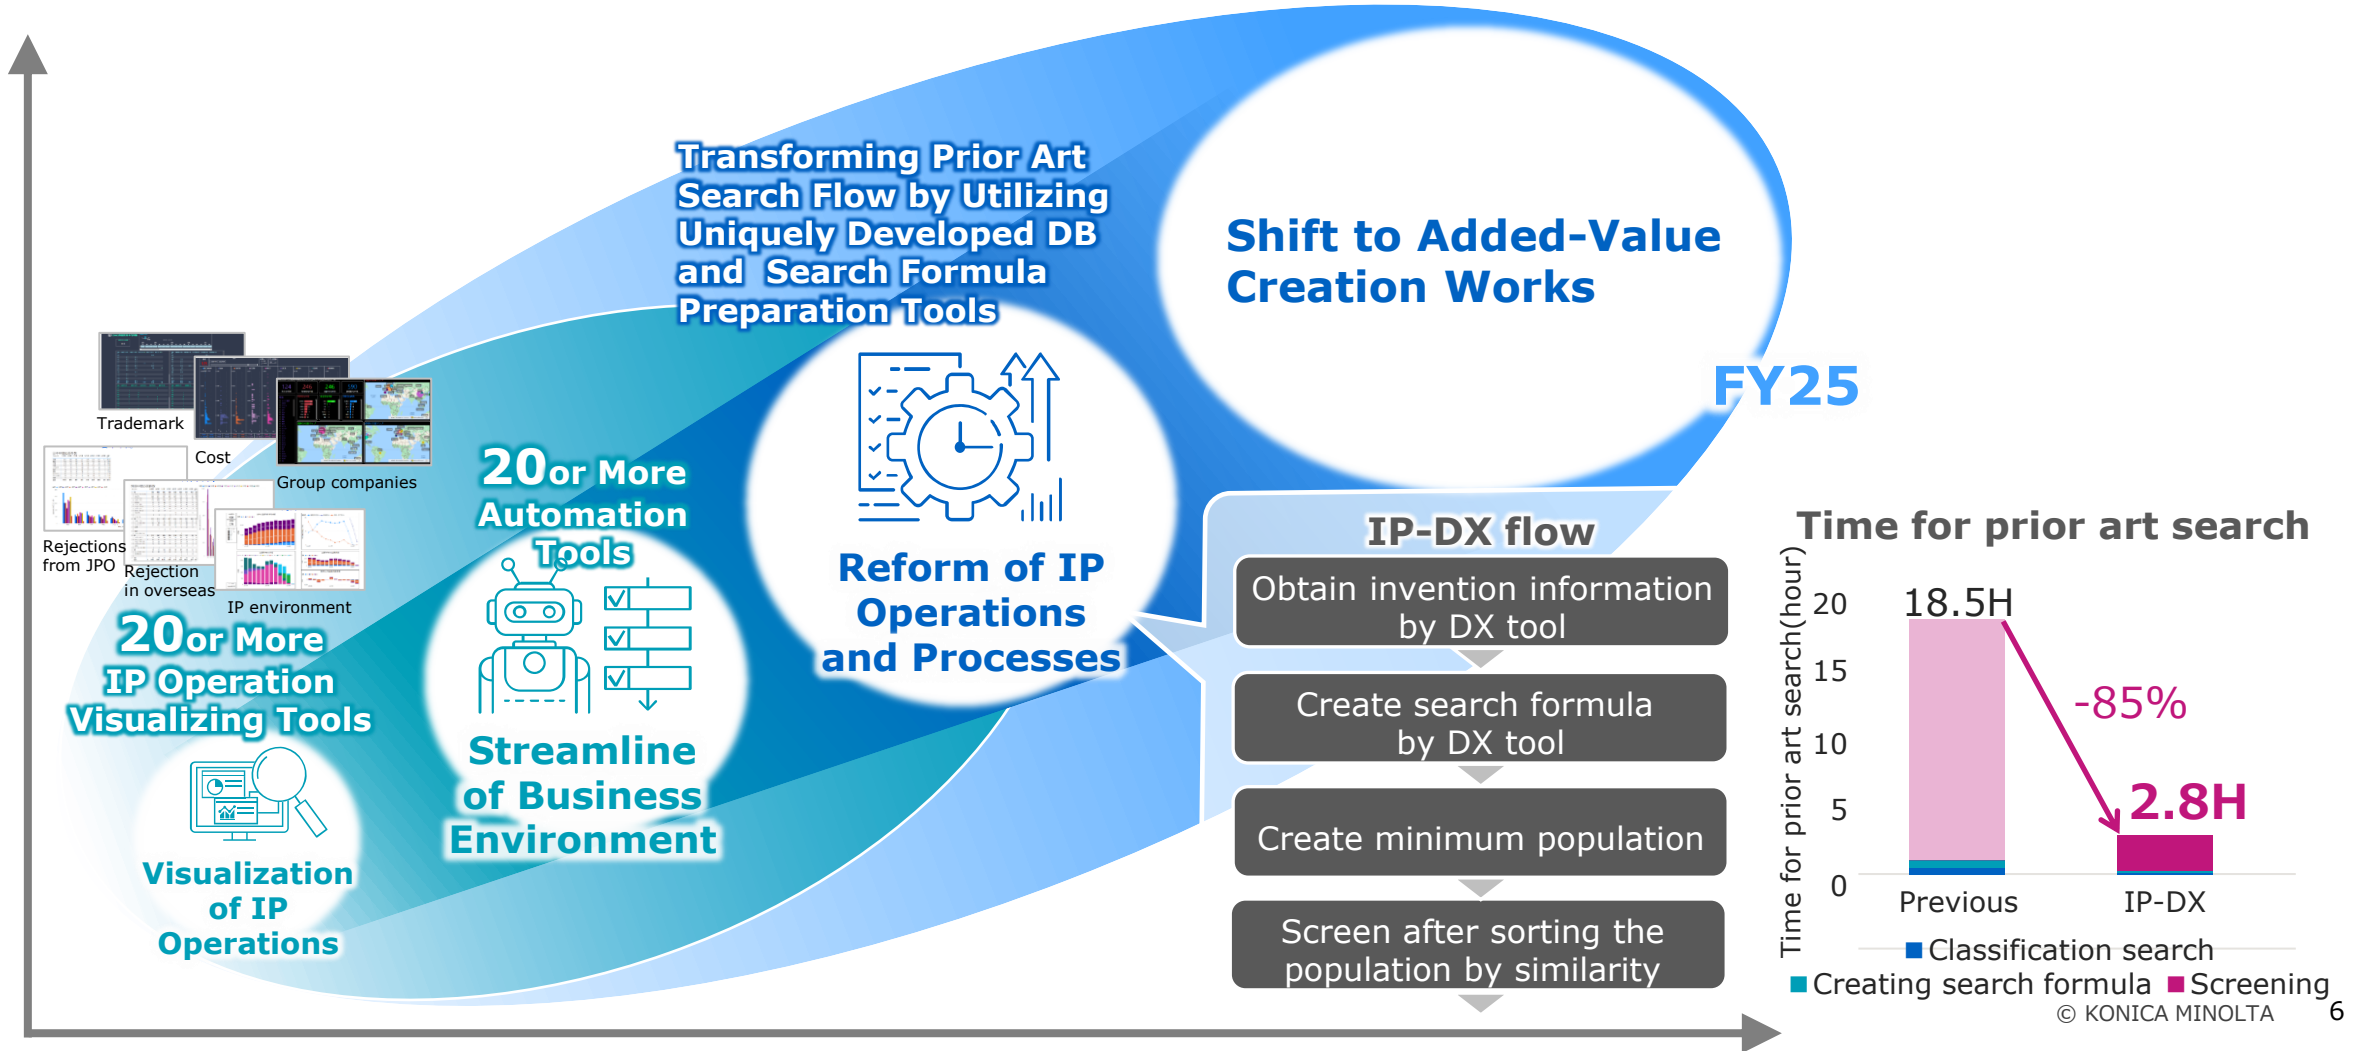 Transforming Prior Art
Search Flow by Utilizing
Uniquely Developed DB
and Search Formula
Preparation Tools
Shift to Added-Value
Creation Works
FY25
Trademark
Cost
Group companies
Rejections
from JPO
Rejection
in overseas
IP environment
20 or More
IP Operation
Visualizing Tools
Visualization
of IP
Operations
20 or More
Automation
Tools
Streamline
of Business
Environment
Reform of IP
Operations
and Processes
IP-DX flow
Obtain invention information
by DX tool
Create search formula
by DX tool
Create minimum population
Screen after sorting the
population by similarity
Time for prior art search
Time for prior art search(hour)
20
15
10
5
0
18.5H
-85%
2.8H
Previous
IP-DX
Classification search
Creating search formula
Screening
© KONICA MINOLTA
6